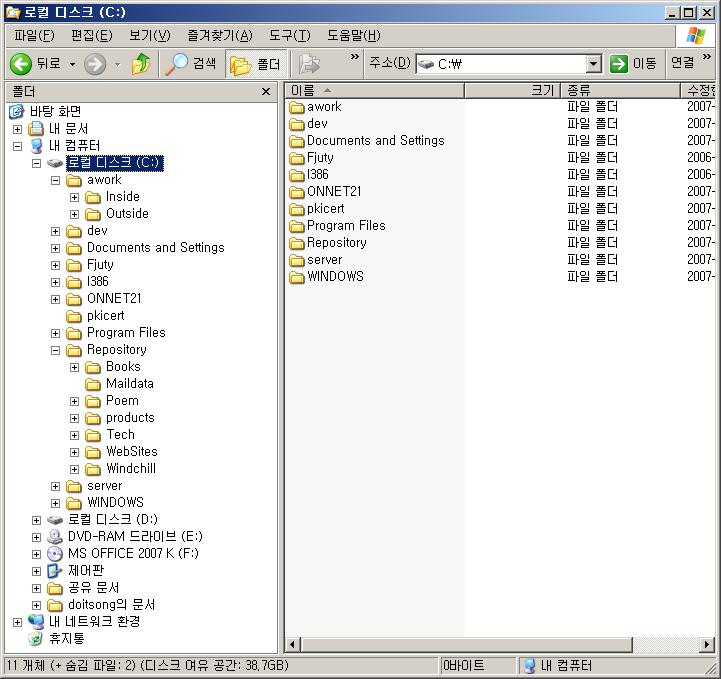 로컬 디스크 (C:)
파일(F) 편집(E) 보기(V) 즐겨찾기(A) 도구(T) 도움말(H)
뒤로 검색 폴더 » 주소(D) C:₩ 이동 연결 »
폴더
바탕 화면
내 문서
내 컴퓨터
로컬 디스크 (C:)
awork
Inside
Outside
dev
Documents and Settings
Fjuty
I386
ONNET21
pkicert
Program Files
Repository
Books
Maildata
Poem
products
Tech
WebSites
Windchill
server
WINDOWS
로컬 디스크 (D:)
DVD-RAM 드라이브 (E:)
MS OFFICE 2007 K (F:)
제어판
공유 문서
doitsong의 문서
내 네트워크 환경
휴지통
이름 크기 종류 수정한
awork 파일 폴더 2007-
dev 파일 폴더 2007-
Documents and Settings 파일 폴더 2007-
Fjuty 파일 폴더 2006-
I386 파일 폴더 2006-
ONNET21 파일 폴더 2007-
pkicert 파일 폴더 2007-
Program Files 파일 폴더 2007-
Repository 파일 폴더 2007-
server 파일 폴더 2007-
WINDOWS 파일 폴더 2007-
11 개체 (+ 숨김 파일: 2) (디스크 여유 공간: 38,7GB) 0바이트 내 컴퓨터